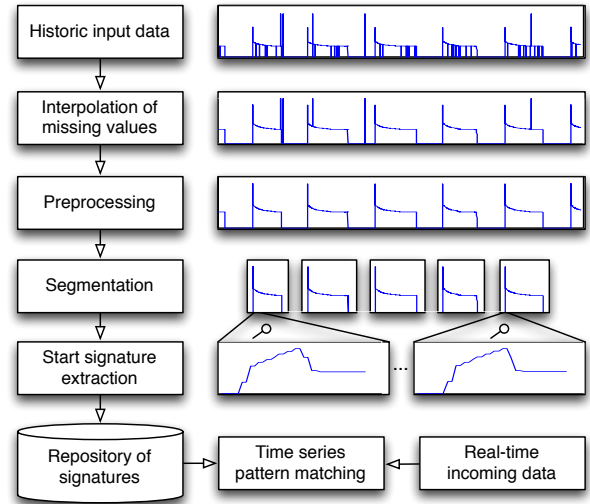 Historic input data
Interpolation of
missing values
Preprocessing
Segmentation
Start signature
extraction
...
Repository of
signatures
Time series
pattern matching
Real-time
incoming data